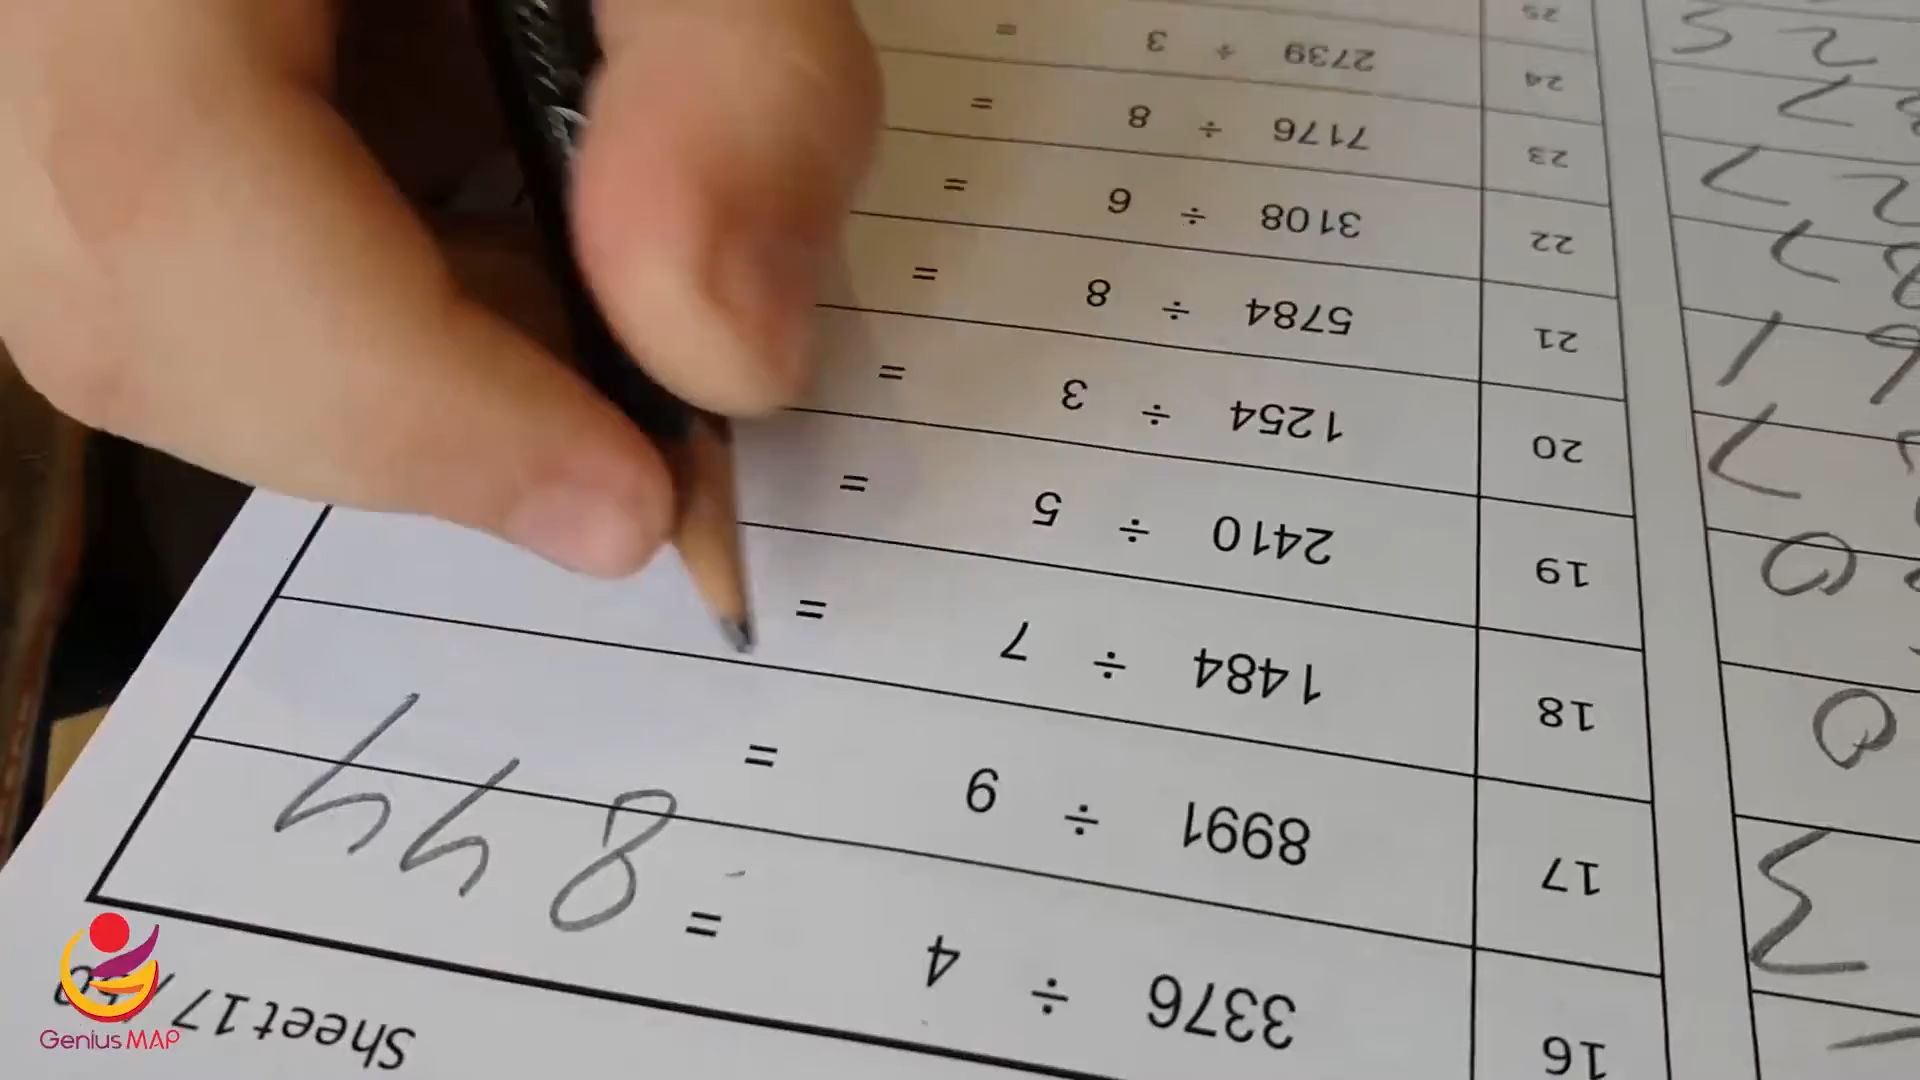 Sheet 17 /
16 3376 ÷ 4 = 844
17 8991 ÷ 9 =
18 1484 ÷ 7 =
19 2410 ÷ 5 =
20 1254 ÷ 3 =
21 5784 ÷ 8 =
22 3108 ÷ 6 =
23 7176 ÷ 8 =
24 2739 ÷ 3 =
25
Genius MAP